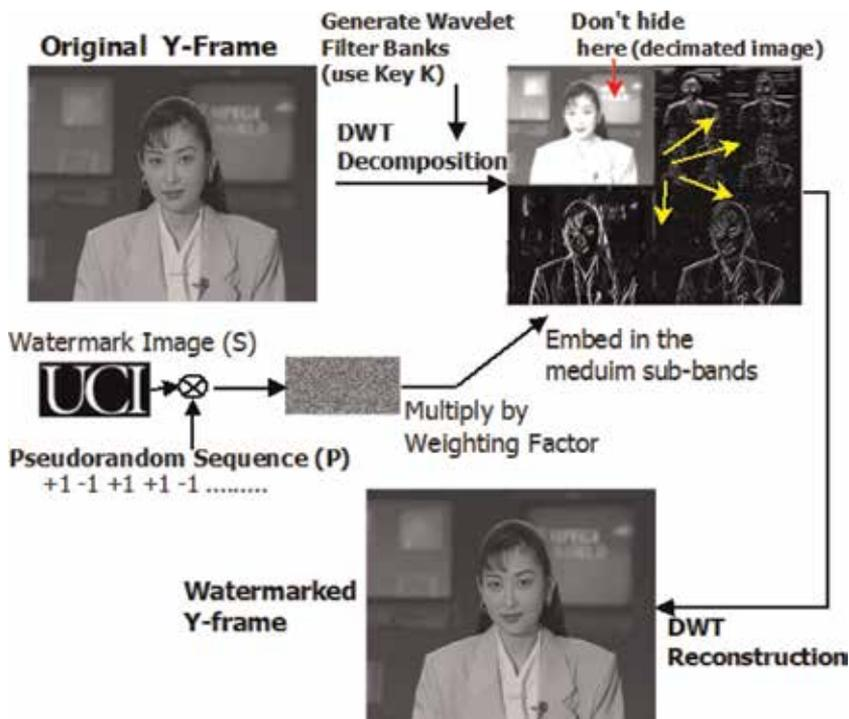 Original Y-Frame
Generate Wavelet
Filter Banks
(use Key K)
Don't hide
here (decimated image)
DWT
Decomposition
Watermark Image (S)
UCI
Pseudorandom Sequence (P)
+1 -1 +1 +1 -1 .........
Multiply by
Weighting Factor
Embed in the
meduim sub-bands
Watermarked
Y-frame
DWT
Reconstruction